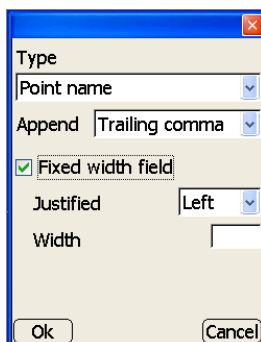 Type
Point name
Append Trailing comma
Fixed width field
Justified Left
Width
Ok Cancel